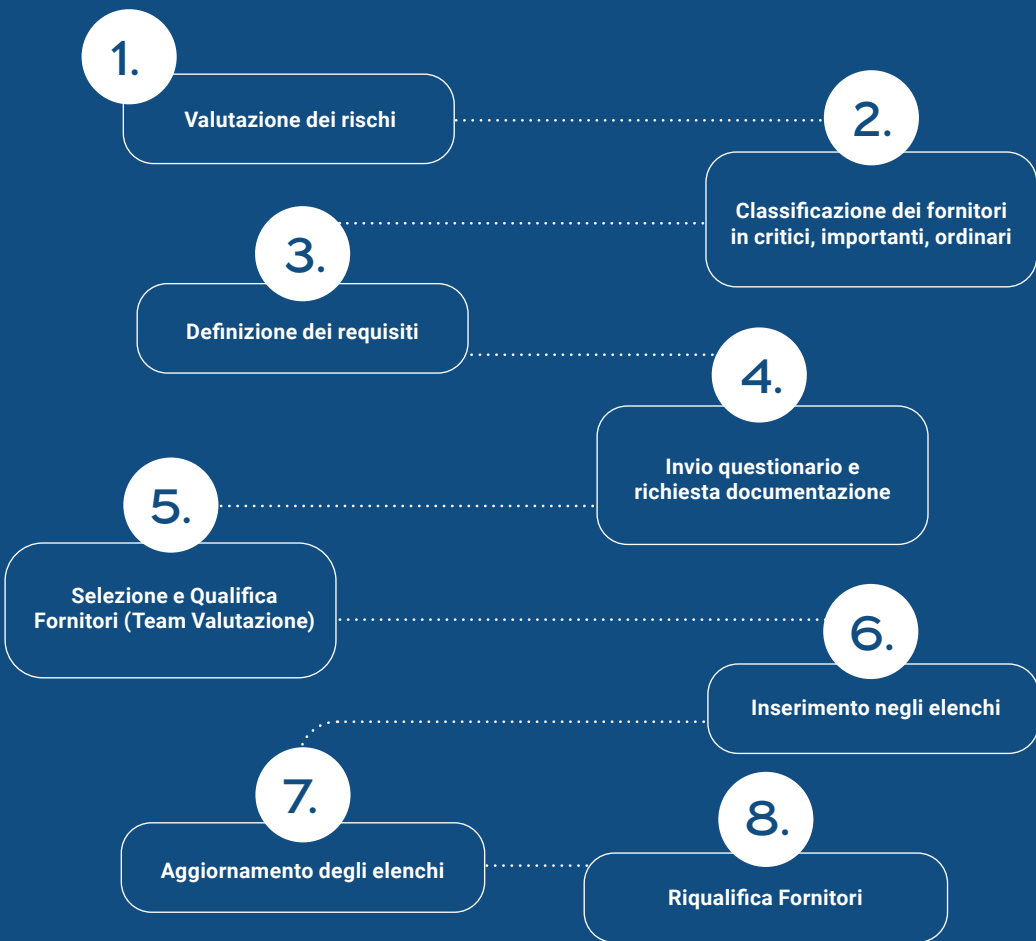 1.
Valutazione dei rischi
2.
Classificazione dei fornitori
in critici, importanti, ordinari
3.
Definizione dei requisiti
4.
Invio questionario e
richiesta documentazione
5.
Selezione e Qualifica
Fornitori (Team Valutazione)
6.
Inserimento negli elenchi
7.
Aggiornamento degli elenchi
8.
Riqualifica Fornitori